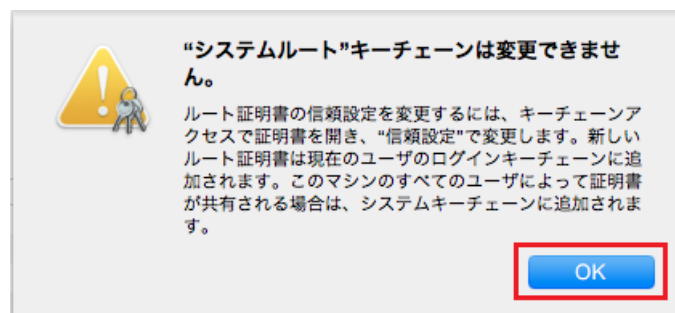 “システムルート”キーチェーンは変更できませ
ん。
ルート証明書の信頼設定を変更するには、キーチェーンア
クセスで証明書を開き、“信頼設定”で変更します。新しい
ルート証明書は現在のユーザのログインキーチェーンに追
加されます。このマシンのすべてのユーザによって証明書
が共有される場合は、システムキーチェーンに追加されま
す。
OK